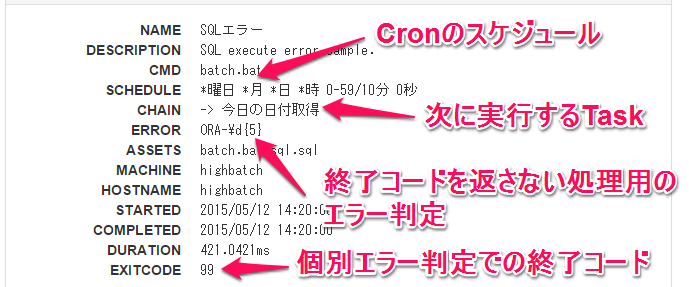 NAME SQLエラー
DESCRIPTION SQL execute error sample.
Cronのスケジュール
CMD batch.bat
SCHEDULE *曜日 *月 *日 *時 0-59/10分 0秒
CHAIN -> 今日の日付取得
次に実行するTask
ERROR ORA-¥d{5}
ASSETS batch.bat sql.sql
MACHINE highbatch
HOSTNAME highbatch
終了コードを返さない処理用の
エラー判定
STARTED 2015/05/12 14:20:00
COMPLETED 2015/05/12 14:20:00
DURATION 421.0421ms
EXITCODE 99
個別エラー判定での終了コード